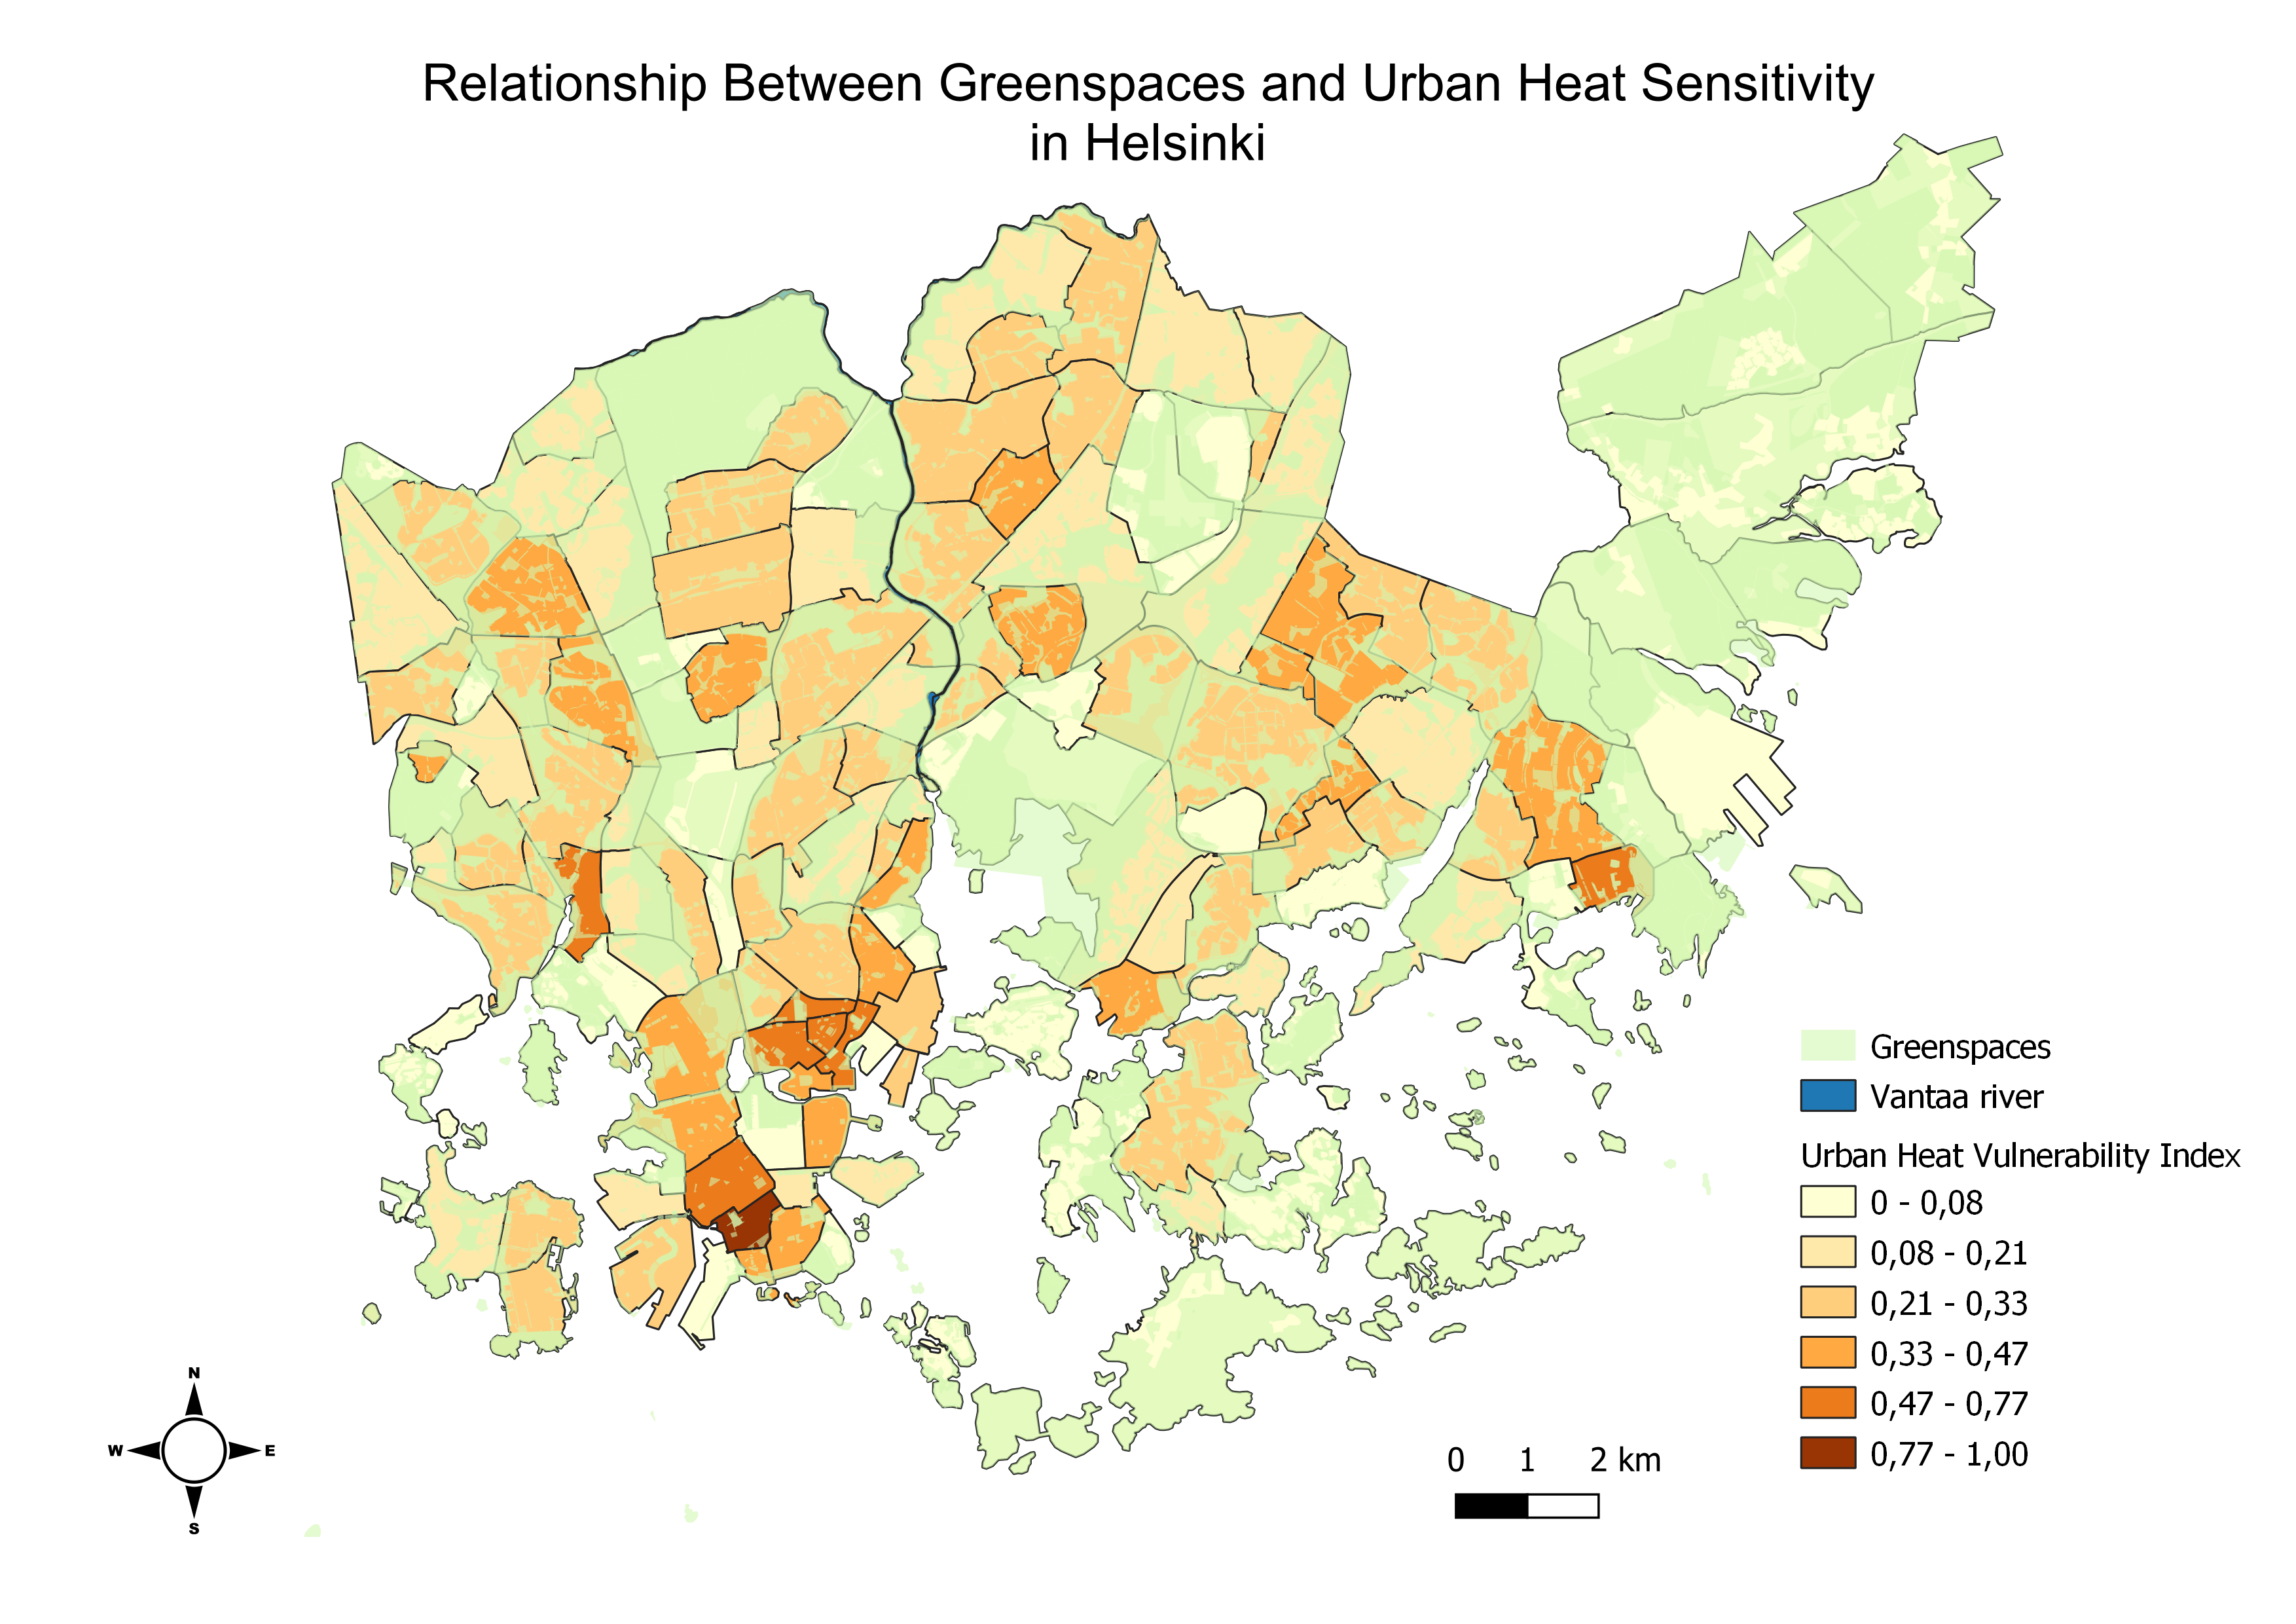 Relationship Between Greenspaces and Urban Heat Sensitivity
in Helsinki
Greenspaces
Vantaa river
Urban Heat Vulnerability Index
0 - 0,08
0,08 - 0,21
0,21 - 0,33
0,33 - 0,47
0,47 - 0,77
0,77 - 1,00
N
W E
S
0 1 2 km